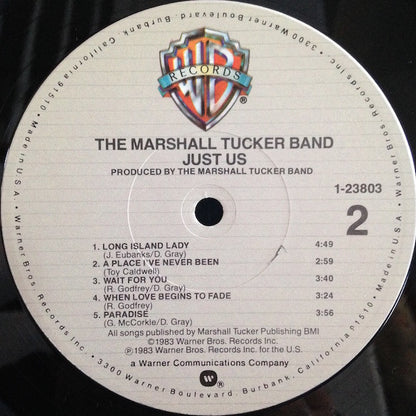 WB
RECORDS
®
THE MARSHALL TUCKER BAND
JUST US
PRODUCED BY THE MARSHALL TUCKER BAND
1-23803
2
1. LONG ISLAND LADY 4:49
(J. Eubanks/D. Gray)
2. A PLACE I'VE NEVER BEEN 2:59
(Toy Caldwell)
3. WAIT FOR YOU 3:40
(R. Godfrey/D. Gray)
4. WHEN LOVE BEGINS TO FADE 3:24
(R. Godfrey)
5. PARADISE 3:56
(G. McCorkle/D. Gray)
All songs published by Marshall Tucker Publishing BMI
©1983 Warner Bros. Records Inc.
℗1983 Warner Bros. Records Inc. for the U.S.
a Warner Communications Company
W
Warner Bros. Records Inc. • 3300 Warner Boulevard, Burbank, California 91510 • Made in U.S.A. • Warner Bros. Records Inc. • 3300 Warner Boulevard, Burbank, California 91510 • Made in U.S.A. •